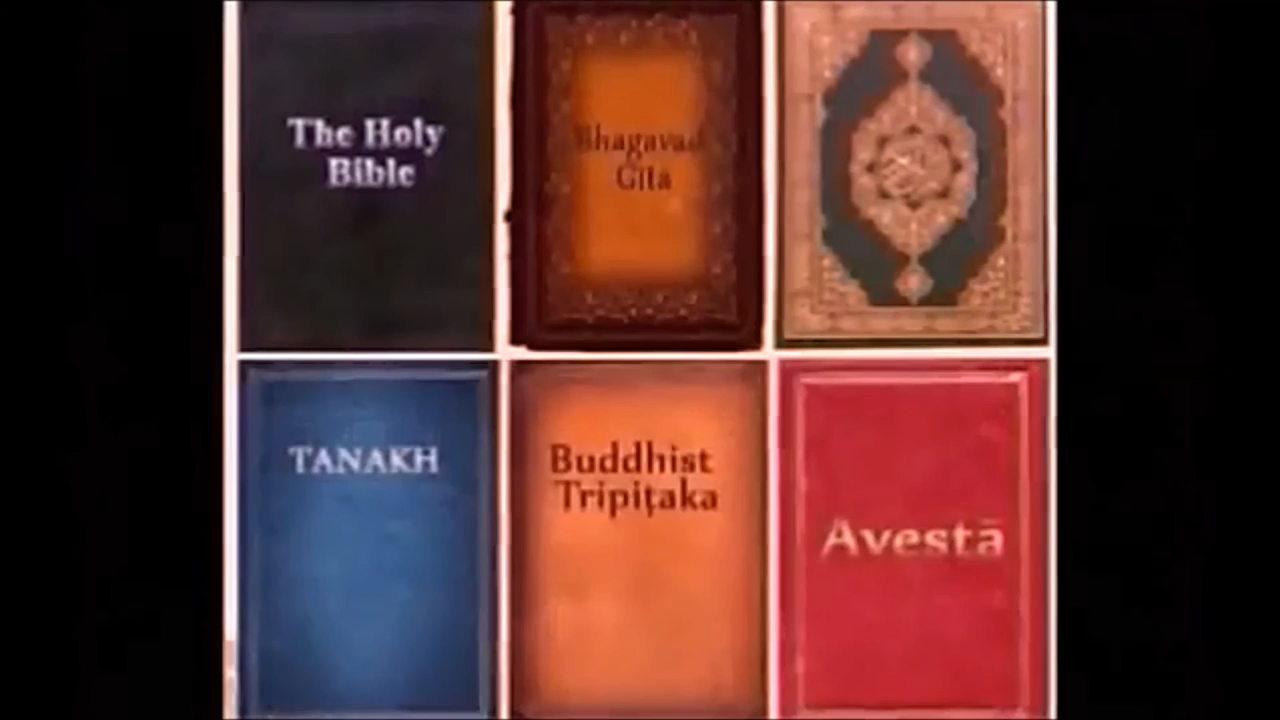 The Holy
Bible
Bhagavad
Gita
TANAKH
Buddhist
Tripiṭaka
Avestā